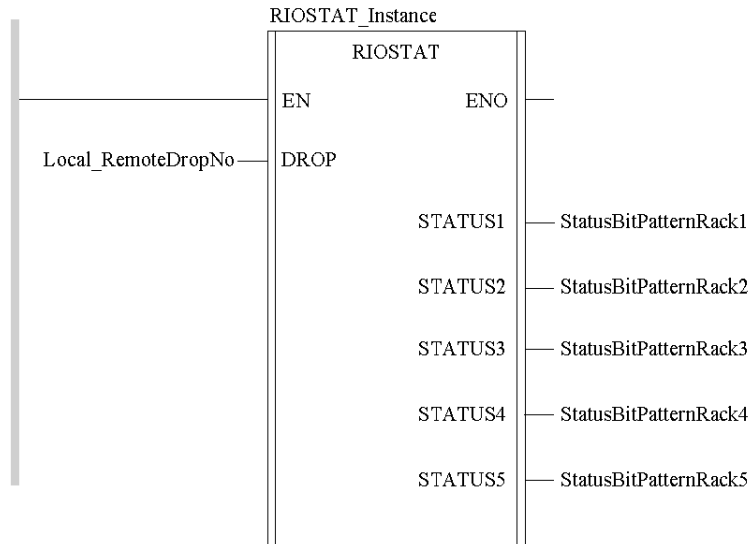 RIOSTAT_Instance
RIOSTAT
EN ENO
Local_RemoteDropNo DROP
STATUS1 StatusBitPatternRack1
STATUS2 StatusBitPatternRack2
STATUS3 StatusBitPatternRack3
STATUS4 StatusBitPatternRack4
STATUS5 StatusBitPatternRack5